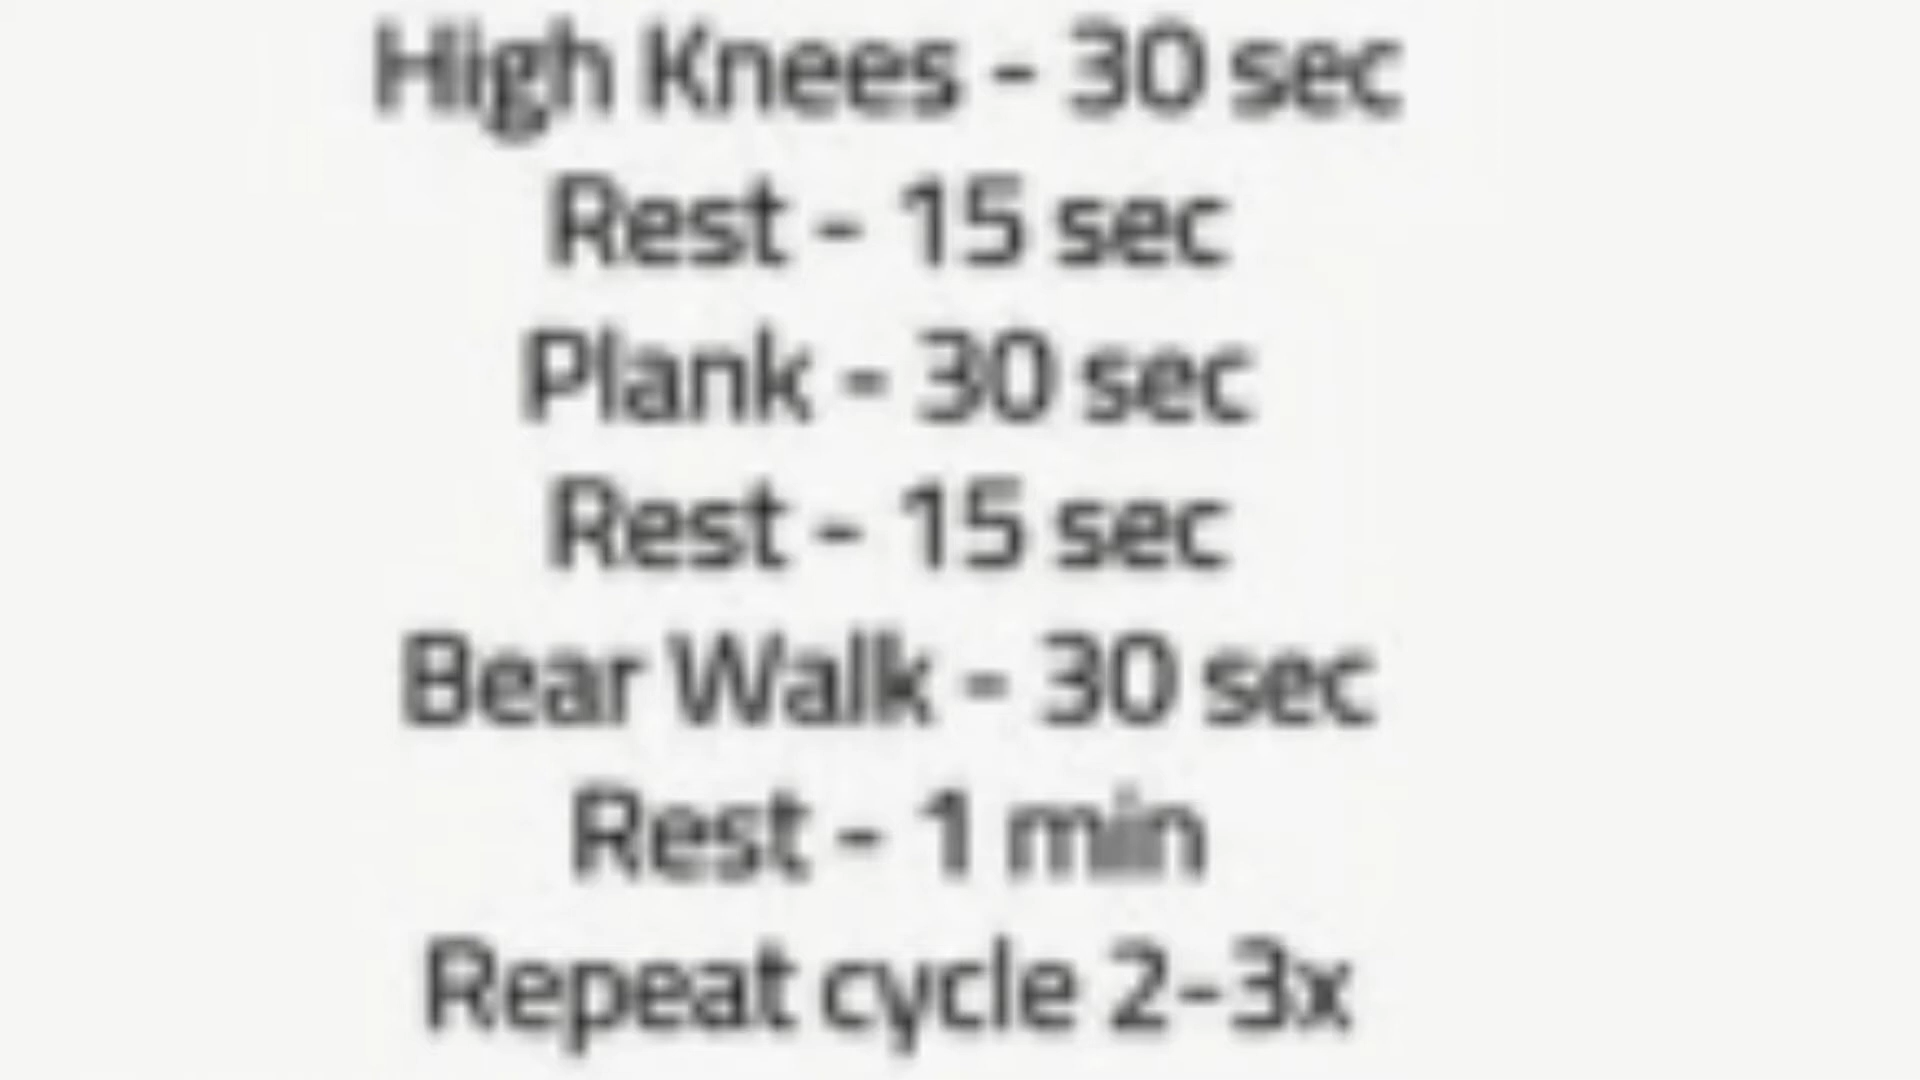 High Knees - 30 sec
Rest - 15 sec
Plank - 30 sec
Rest - 15 sec
Bear Walk - 30 sec
Rest - 1 min
Repeat cycle 2-3x